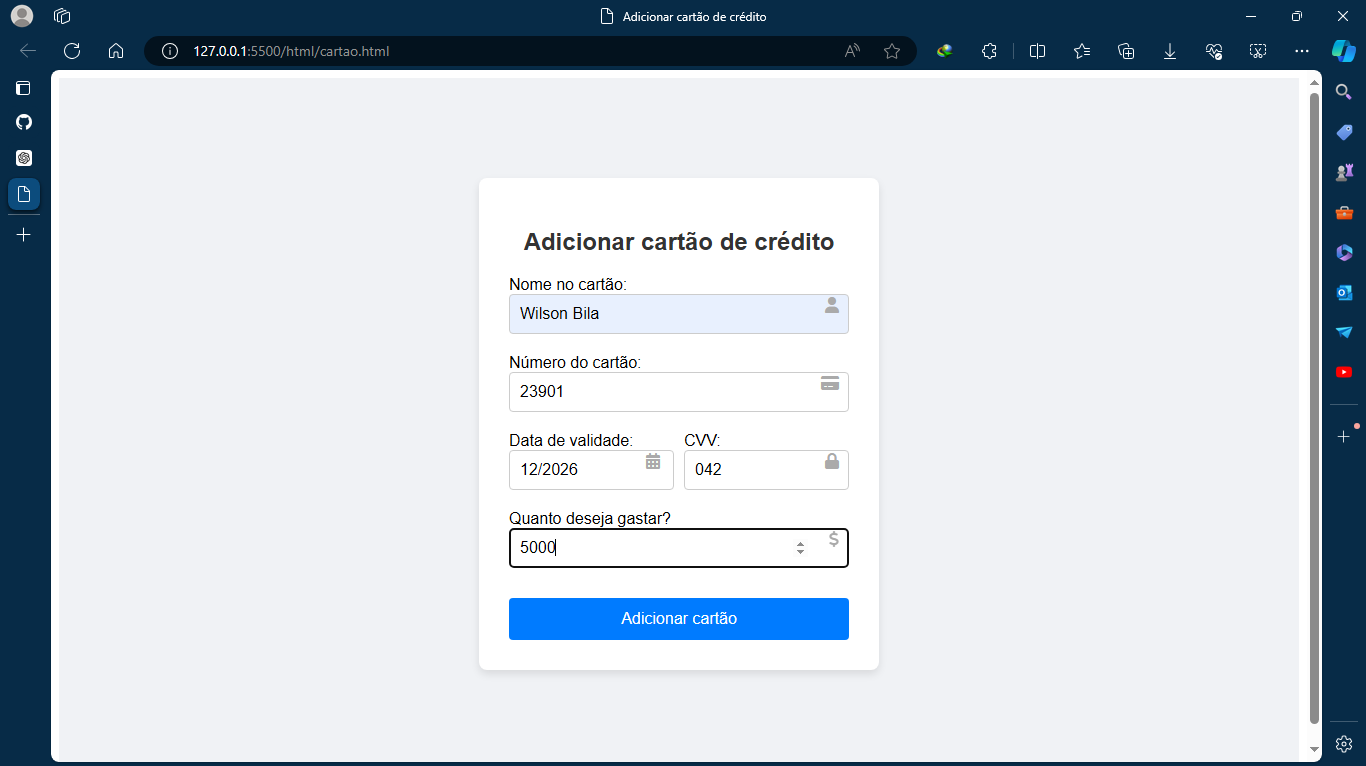 Adicionar cartão de crédito
127.0.0.1:5500/html/cartao.html
Adicionar cartão de crédito
Nome no cartão:
Wilson Bila
Número do cartão:
23901
Data de validade: CVV:
12/2026 042
Quanto deseja gastar?
5000
$
Adicionar cartão